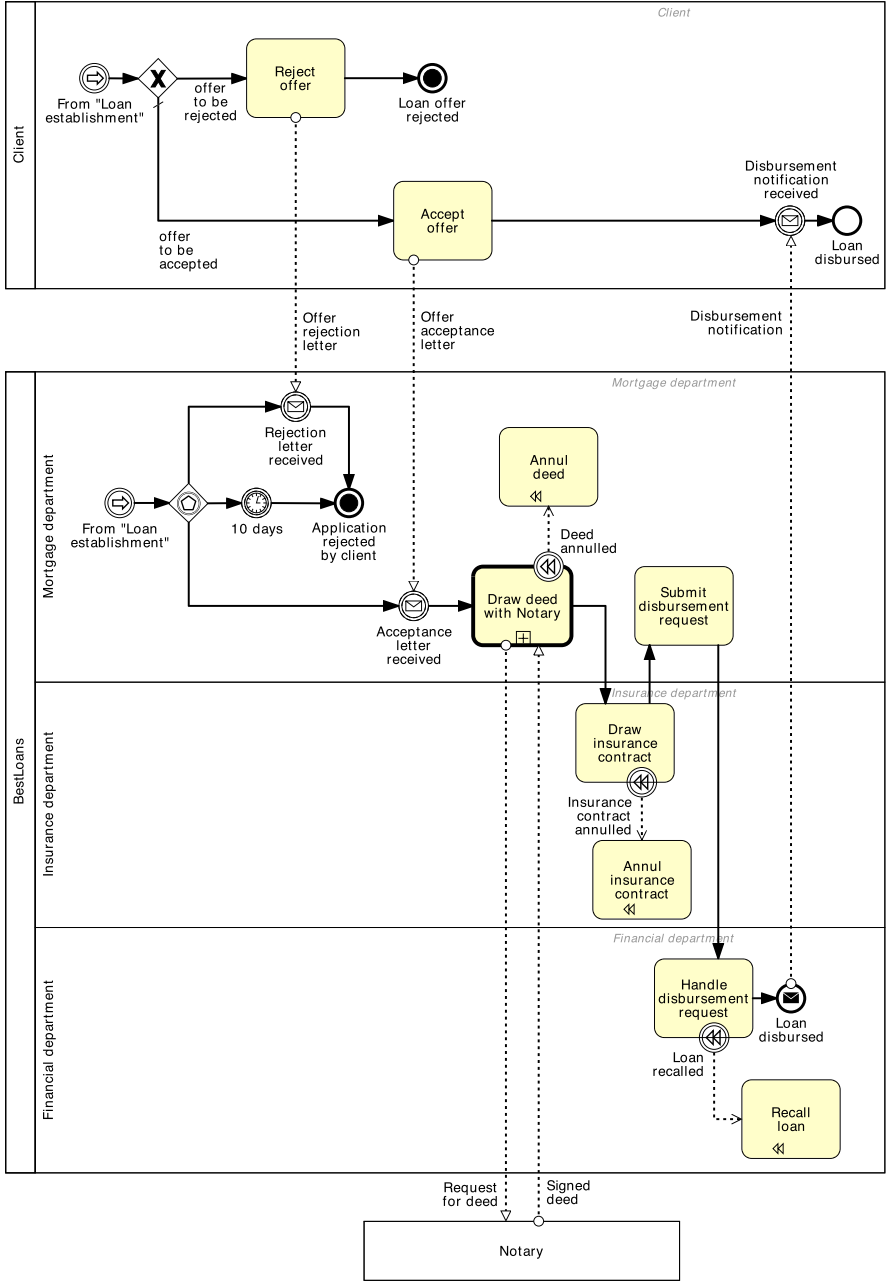 Client
Client
From "Loan
establishment"
X
offer
to be
rejected
Reject
offer
Loan offer
rejected
offer
to be
accepted
Accept
offer
Disbursement
notification
received
Loan
disbursed
Offer
rejection
letter
Offer
acceptance
letter
Disbursement
notification
BestLoans
Mortgage department
Mortgage department
From "Loan
establishment"
Rejection
letter
received
10 days
Application
rejected
by client
Acceptance
letter
received
Annul
deed
Deed
annulled
Draw deed
with Notary
Submit
disbursement
request
Insurance department
Insurance department
Draw
insurance
contract
Insurance
contract
annulled
Annul
insurance
contract
Financial department
Financial department
Handle
disbursement
request
Loan
disbursed
Loan
recalled
Recall
loan
Request
for deed
Signed
deed
Notary